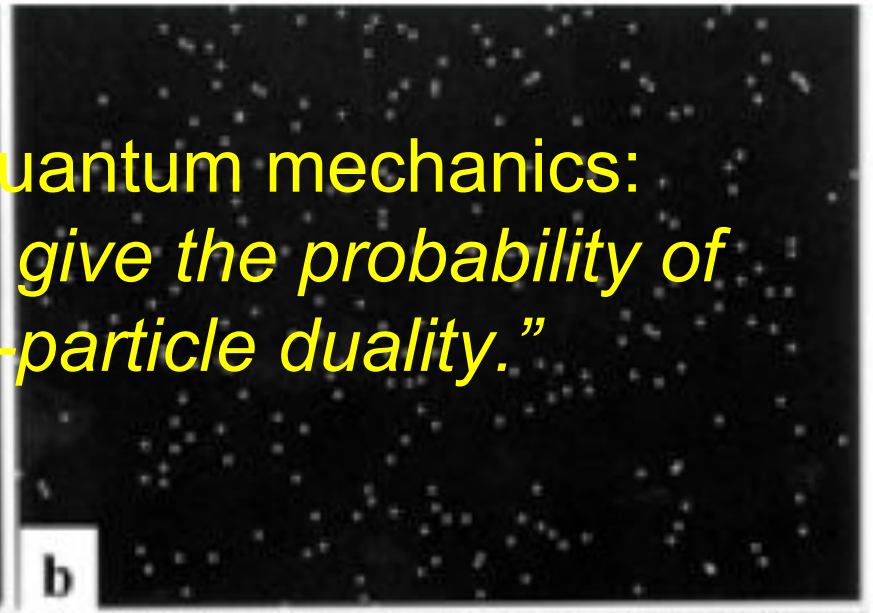 uantum mechanics:
give the probability of
-particle duality.”
b